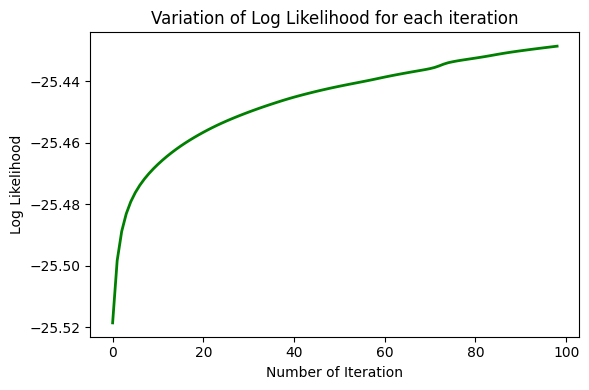 Variation of Log Likelihood for each iteration
Log Likelihood
−25.44
−25.46
−25.48
−25.50
−25.52
0 20 40 60 80 100
Number of Iteration